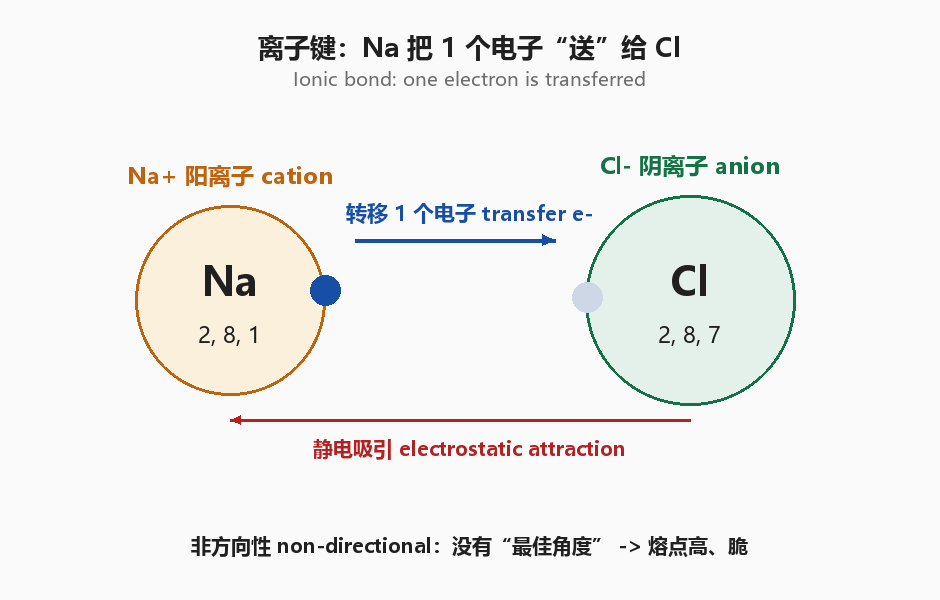 离子键：Na 把 1 个电子“送”给 Cl
Ionic bond: one electron is transferred
Na+ 阳离子 cation
Cl- 阴离子 anion
转移 1 个电子 transfer e-
Na
2, 8, 1
Cl
2, 8, 7
静电吸引 electrostatic attraction
非方向性 non-directional：没有“最佳角度” -> 熔点高、脆